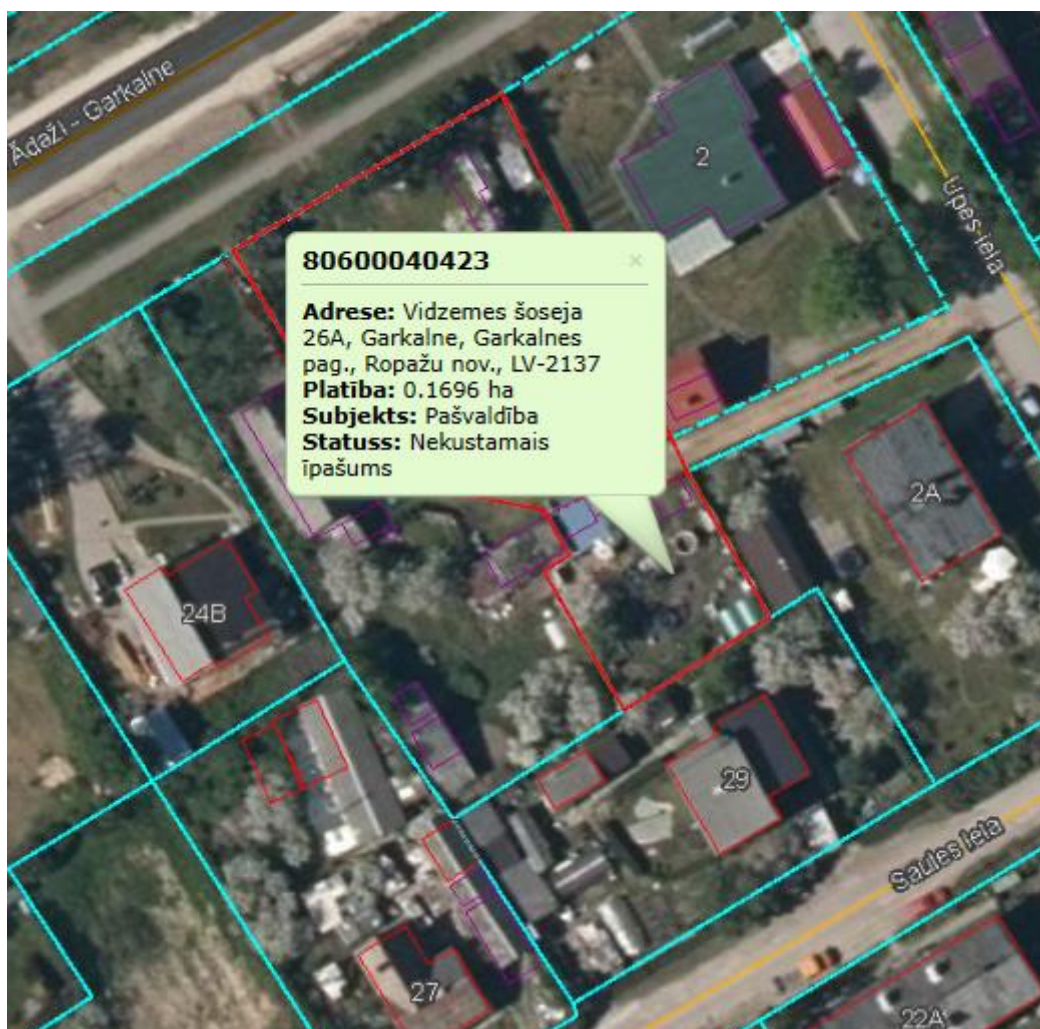 Ādaži - Garkalne
2
Upes iela
80600040423
×
Adrese: Vidzemes šoseja
26A, Garkalne, Garkalnes
pag., Ropažu nov., LV-2137
Platība: 0.1696 ha
Subjekts: Pašvaldība
Statuss: Nekustamais
īpašums
2A
24B
29
Saules iela
27
22A